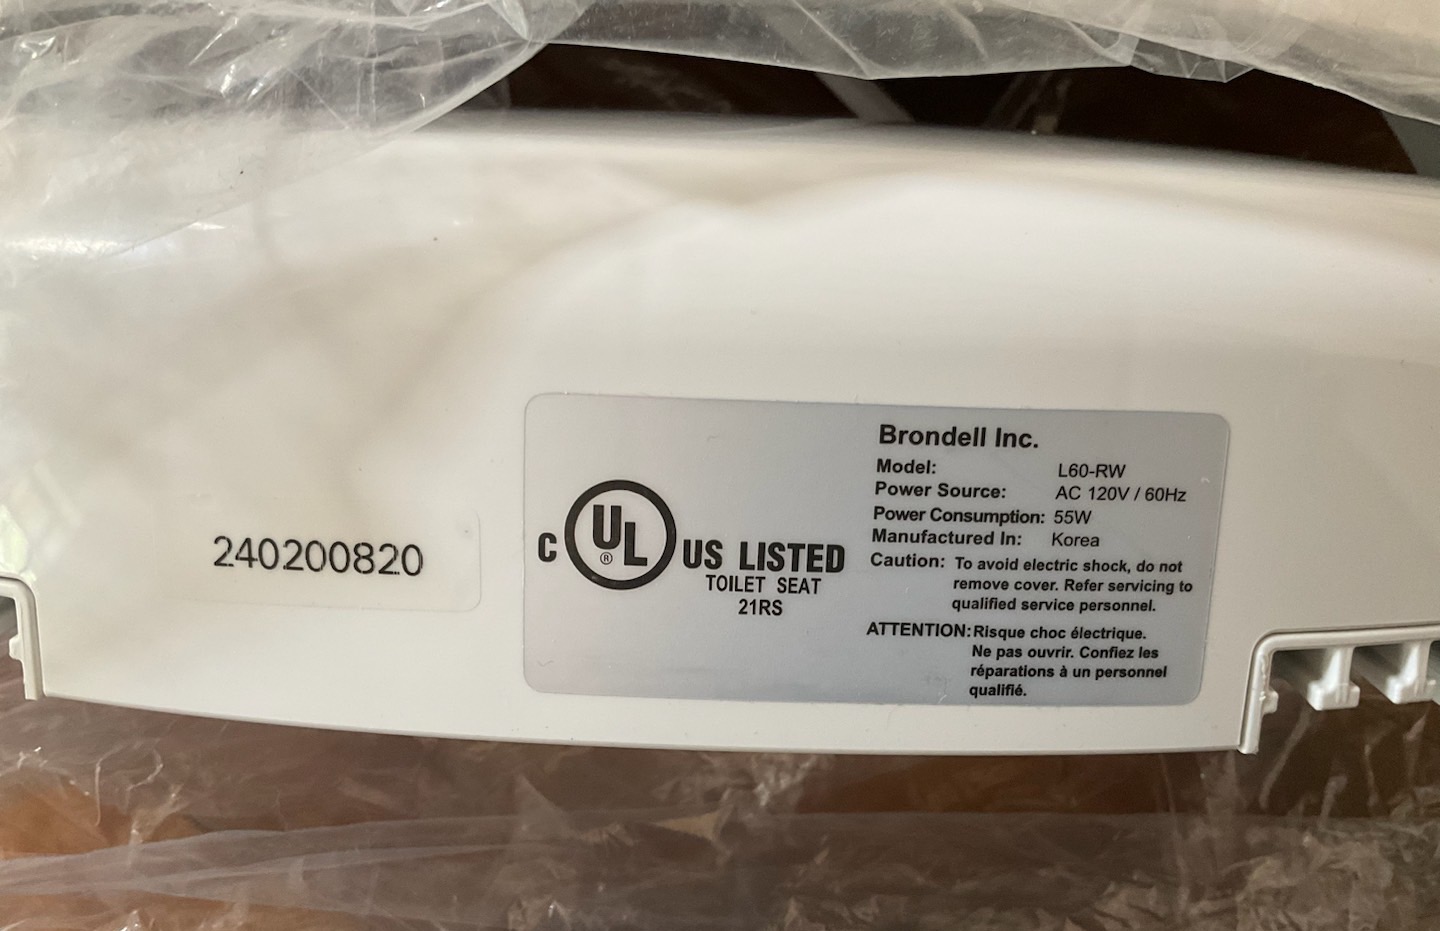 240200820
C UL ® US LISTED
TOILET SEAT
21RS
Brondell Inc.
Model: L60-RW
Power Source: AC 120V / 60Hz
Power Consumption: 55W
Manufactured In: Korea
Caution: To avoid electric shock, do not
remove cover. Refer servicing to
qualified service personnel.
ATTENTION: Risque choc électrique.
Ne pas ouvrir. Confiez les
réparations à un personnel
qualifié.